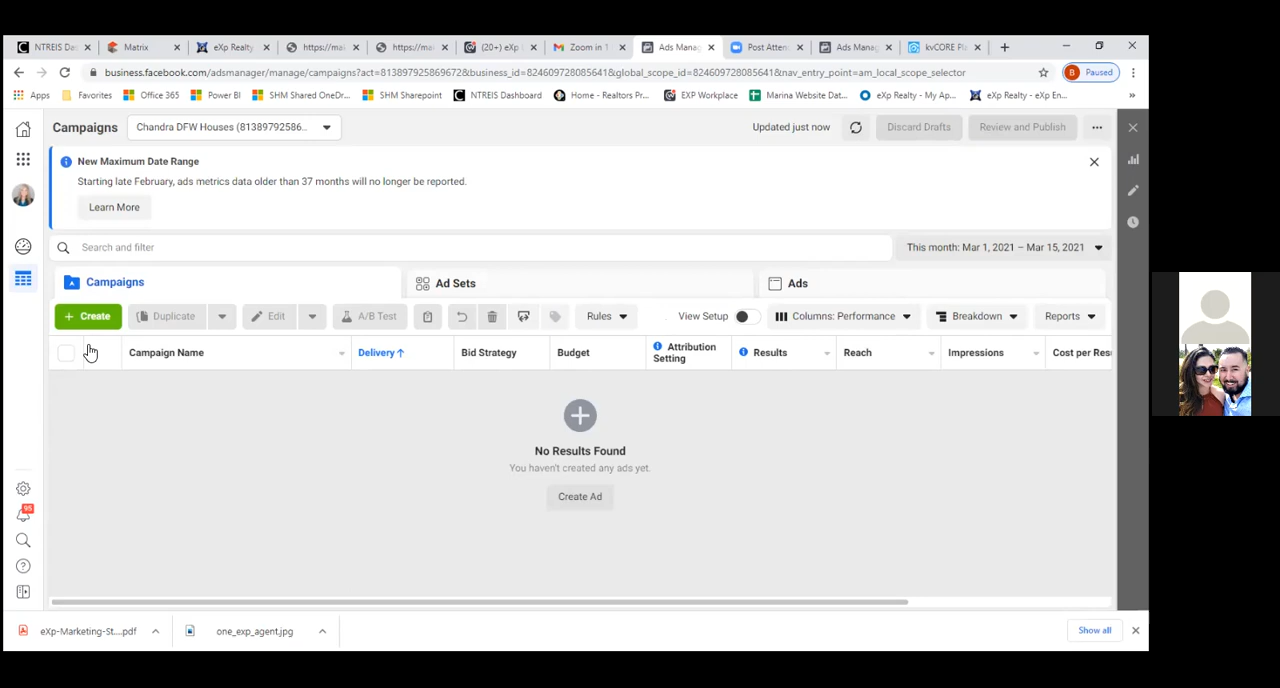 NTREIS Da
Matrix
eXp Realty
https://mai
https://mai
(20+) eXp
Zoom in 1
Ads Manag
Post Atten
Ads Manag
kvCORE Pla
business.facebook.com/adsmanager/manage/campaigns?act=813897925869672&business_id=824609728085641&global_scope_id=824609728085641&nav_entry_point=am_local_scope_selector
B Paused
Apps
Favorites
Office 365
Power BI
SHM Shared OneDr...
SHM Sharepoint
NTREIS Dashboard
Home - Realtors Pr...
EXP Workplace
Marina Website Dat...
eXp Realty - My Ap...
eXp Realty - eXp En...
»
Campaigns
Chandra DFW Houses (81389792586...
Updated just now
Discard Drafts
Review and Publish
New Maximum Date Range
Starting late February, ads metrics data older than 37 months will no longer be reported.
Learn More
Search and filter
This month: Mar 1, 2021 – Mar 15, 2021
Campaigns
Ad Sets
Ads
+ Create
Duplicate
Edit
A/B Test
Rules
View Setup
Columns: Performance
Breakdown
Reports
Campaign Name
Delivery ↑
Bid Strategy
Budget
Attribution
Setting
Results
Reach
Impressions
Cost per Resu
No Results Found
You haven't created any ads yet.
Create Ad
95
eXp-Marketing-St....pdf
one_exp_agent.jpg
Show all